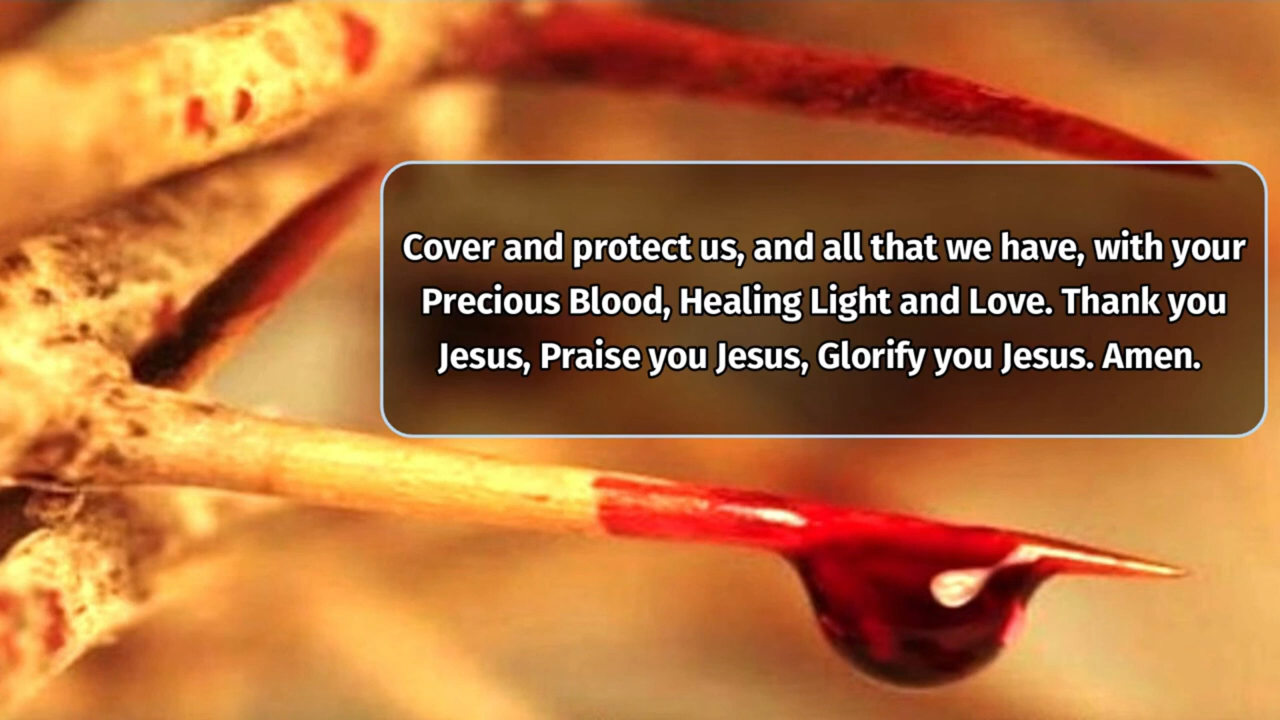 Cover and protect us, and all that we have, with your
Precious Blood, Healing Light and Love. Thank you
Jesus, Praise you Jesus, Glorify you Jesus. Amen.